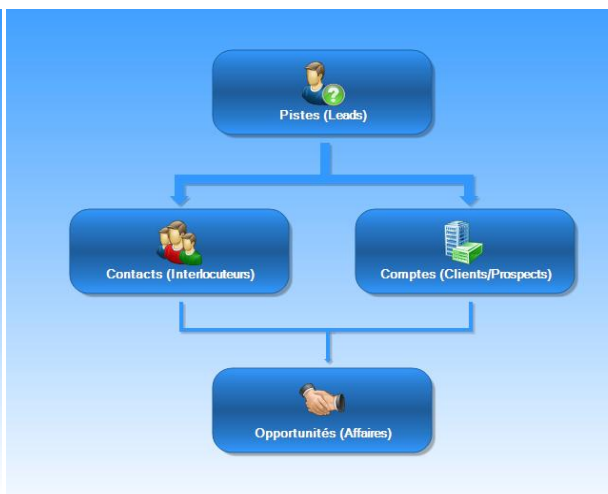 Pistes (Leads)
Contacts (Interlocuteurs)
Comptes (Clients/Prospects)
Opportunités (Affaires)